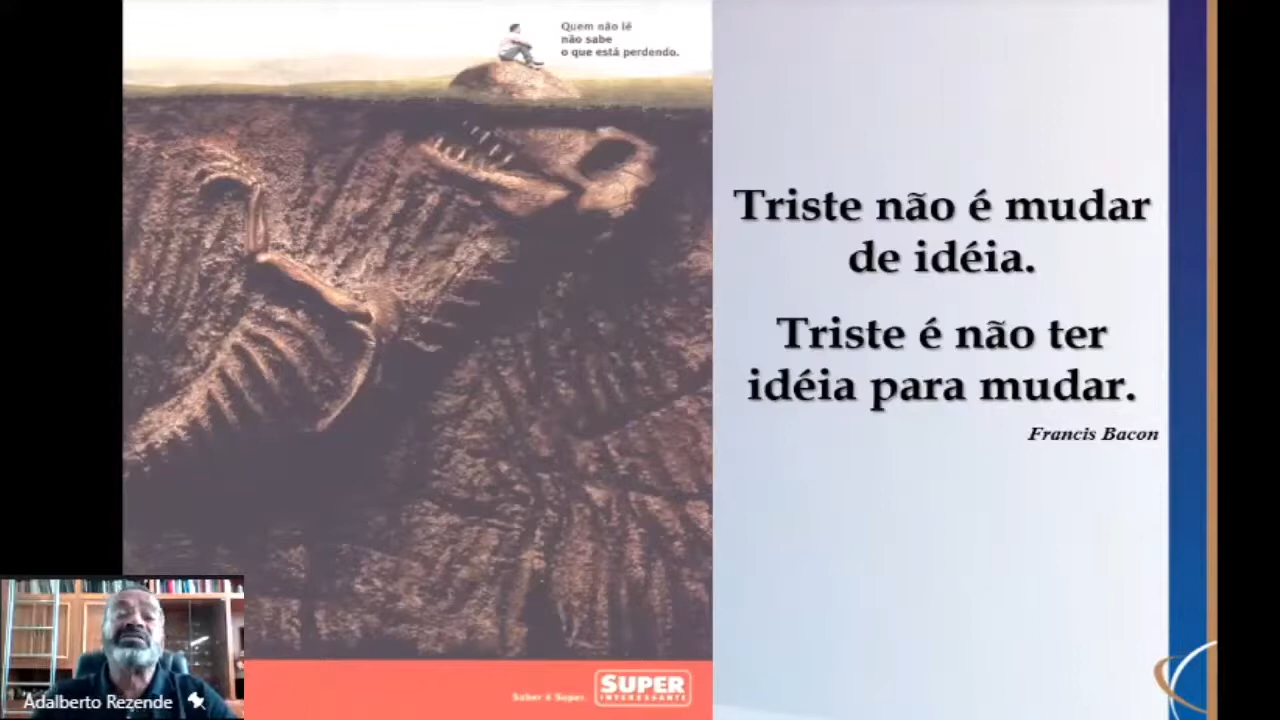 Quem não lê
não sabe
o que está perdendo.
Triste não é mudar
de idéia.
Triste é não ter
idéia para mudar.
Francis Bacon
Saber é Super.
SUPER
INTERESSANTE
Adalberto Rezende